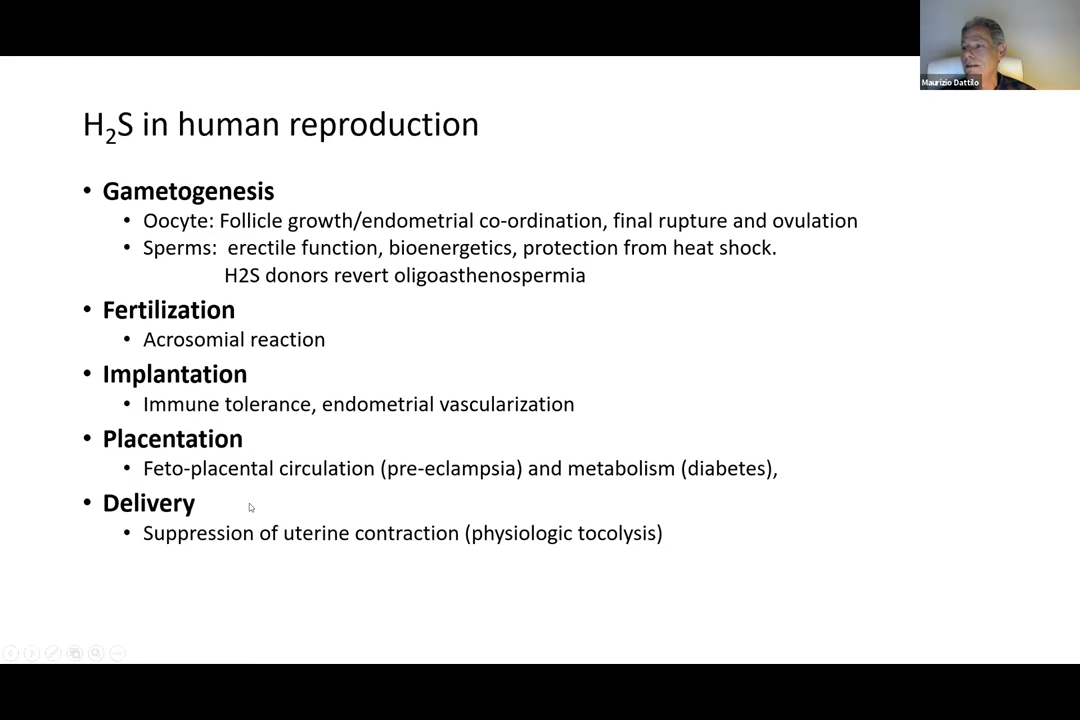 Maurizio Dattilo
H₂S in human reproduction
• Gametogenesis
• Oocyte: Follicle growth/endometrial co-ordination, final rupture and ovulation
• Sperms: erectile function, bioenergetics, protection from heat shock.
H2S donors revert oligoasthenospermia
• Fertilization
• Acrosomial reaction
• Implantation
• Immune tolerance, endometrial vascularization
• Placentation
• Feto-placental circulation (pre-eclampsia) and metabolism (diabetes),
• Delivery
• Suppression of uterine contraction (physiologic tocolysis)